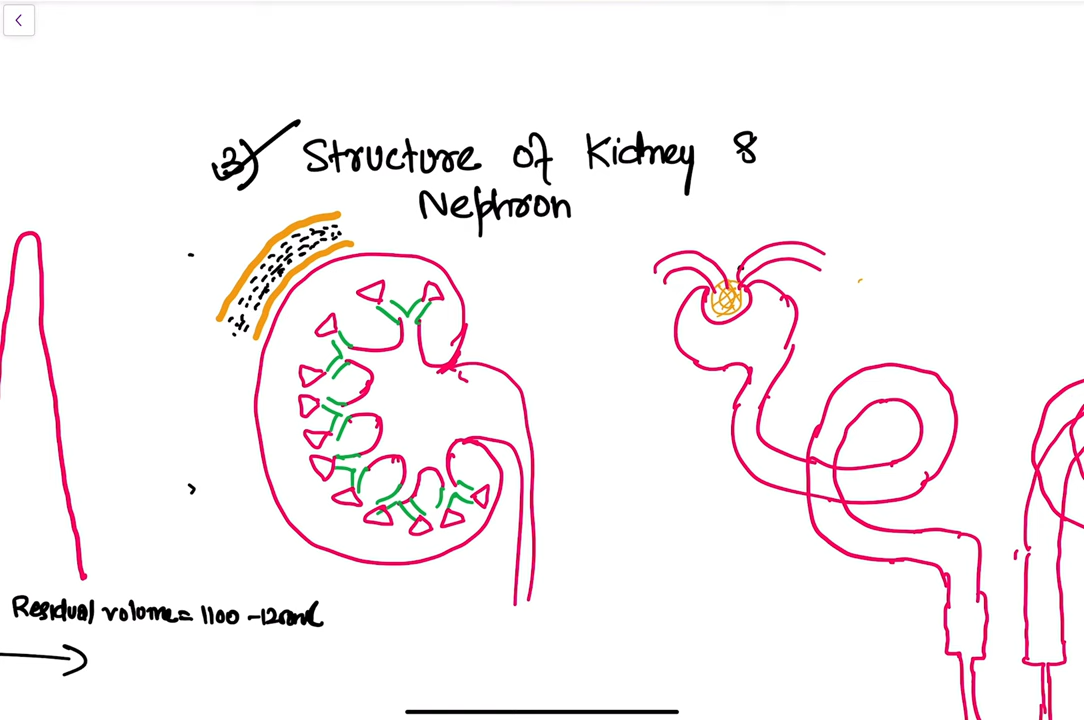 3) Structure of Kidney &
Nephron
Residual volume = 1100 - 1200mL